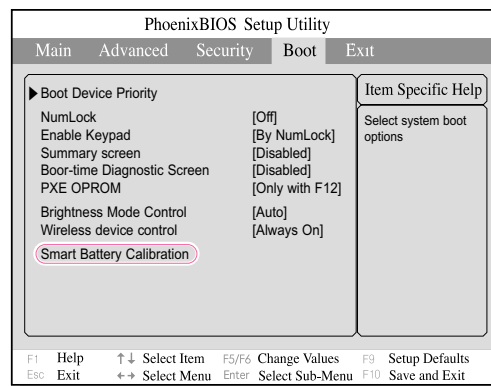 PhoenixBIOS Setup Utility
Main Advanced Security Boot Exit
▶ Boot Device Priority
NumLock [Off]
Enable Keypad [By NumLock]
Summary screen [Disabled]
Boor-time Diagnostic Screen [Disabled]
PXE OPROM [Only with F12]
Brightness Mode Control [Auto]
Wireless device control [Always On]
Smart Battery Calibration
Item Specific Help
Select system boot
options
F1 Help ↑↓ Select Item F5/F6 Change Values F9 Setup Defaults
Esc Exit ←→ Select Menu Enter Select Sub-Menu F10 Save and Exit